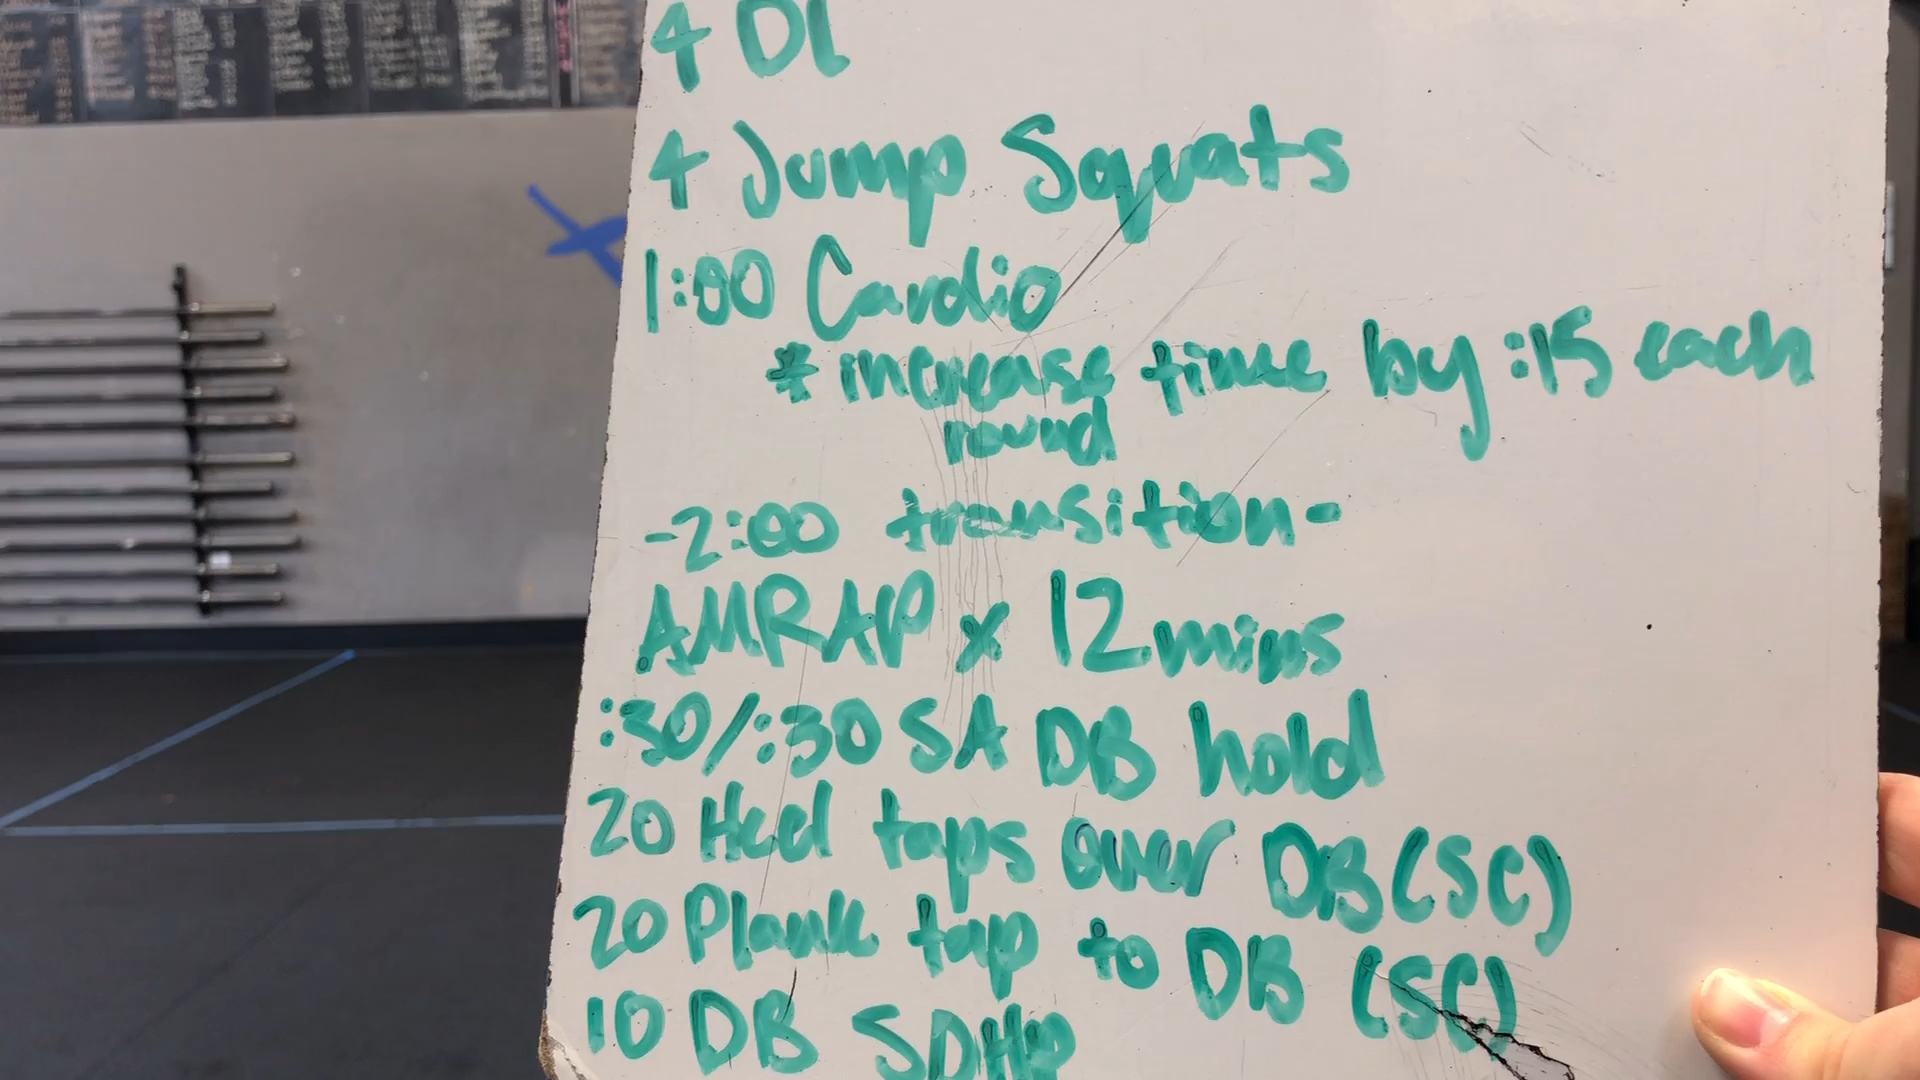 4 DL
4 Jump Squats
1:00 Cardio
* increase time by :15 each
round
-2:00 transition-
AMRAP x 12mins
:30/:30 SA DB hold
20 Heel taps over DB (SC)
20 Plank tap to DB (SC)
10 DB SDHP